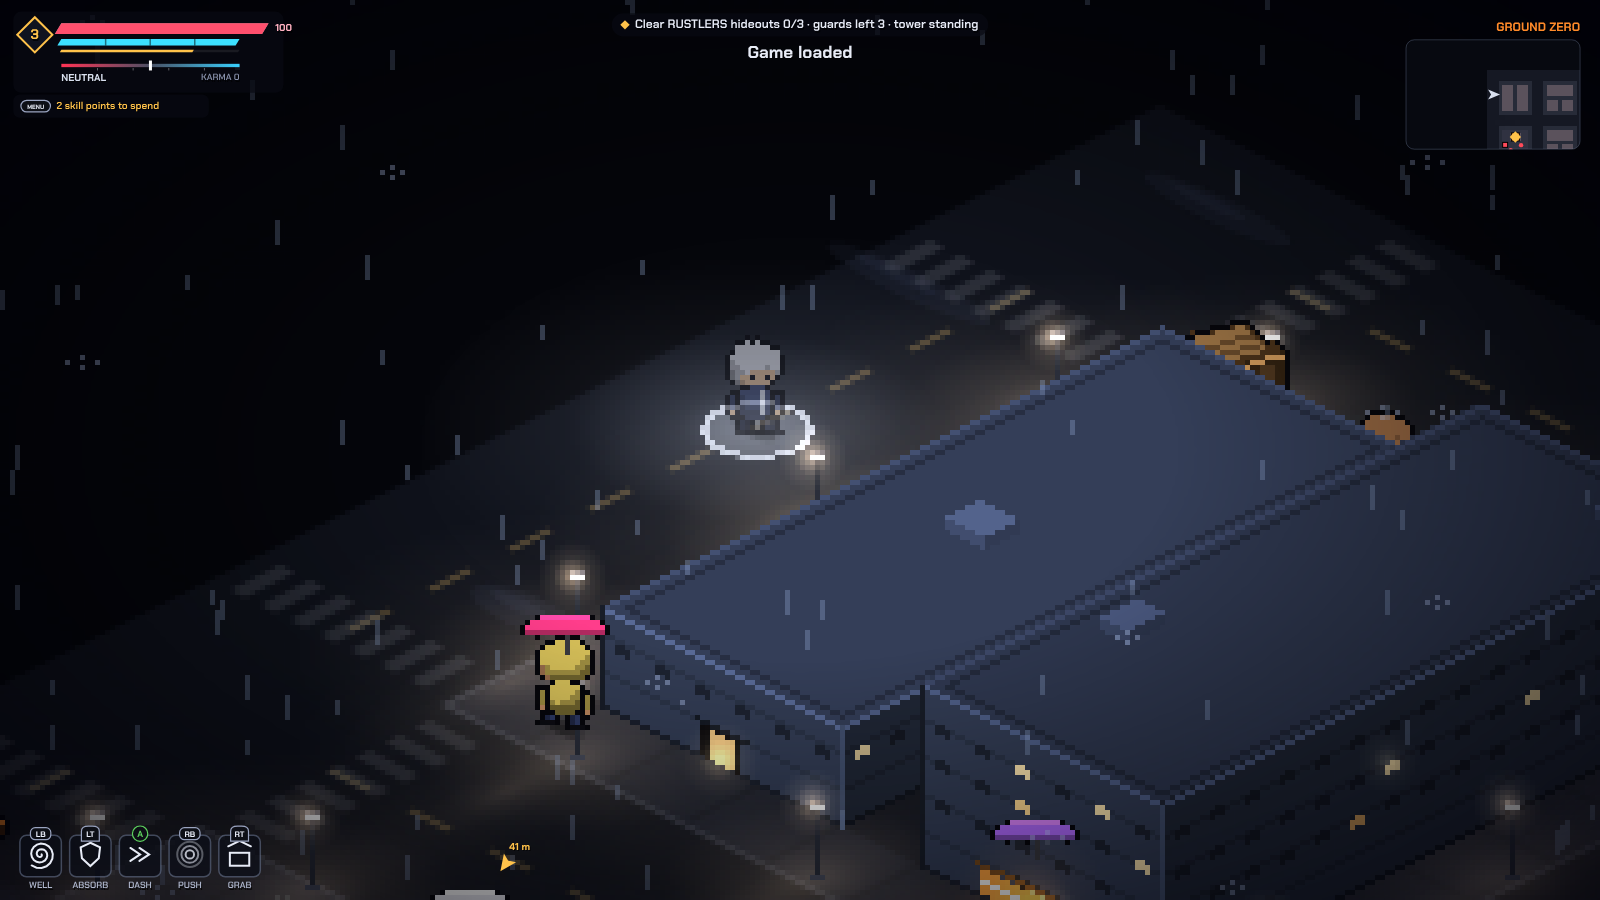 3
100
NEUTRAL
KARMA 0
MENU 2 skill points to spend
Clear RUSTLERS hideouts 0/3 · guards left 3 · tower standing
Game loaded
GROUND ZERO
41 m
LB
LT
A
RB
RT
WELL
ABSORB
DASH
PUSH
GRAB